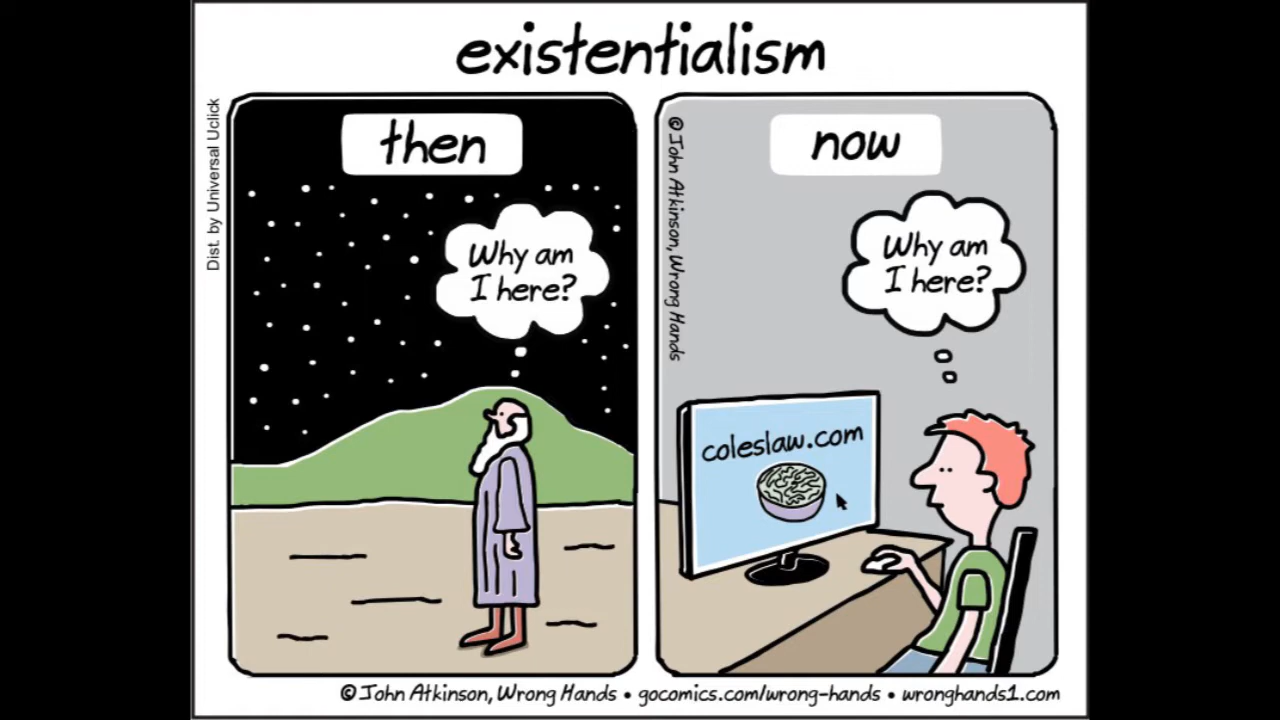 existentialism
Dist. by Universal Uclick
then
Why am
I here?
© John Atkinson, Wrong Hands
now
Why am
I here?
coleslaw.com
© John Atkinson, Wrong Hands • gocomics.com/wrong-hands • wronghands1.com